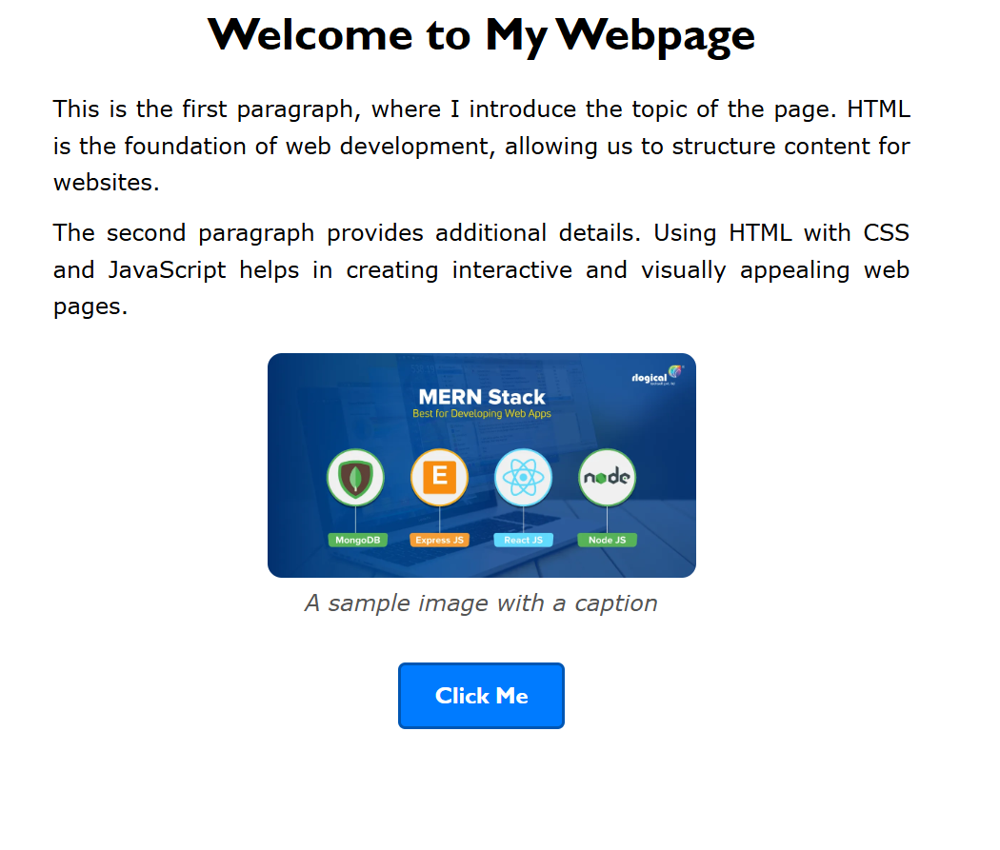 Welcome to My Webpage
This is the first paragraph, where I introduce the topic of the page. HTML
is the foundation of web development, allowing us to structure content for
websites.
The second paragraph provides additional details. Using HTML with CSS
and JavaScript helps in creating interactive and visually appealing web
pages.
rlogical
MERN Stack
Best for Developing Web Apps
E
node
MongoDB
Express JS
React JS
Node JS
A sample image with a caption
Click Me